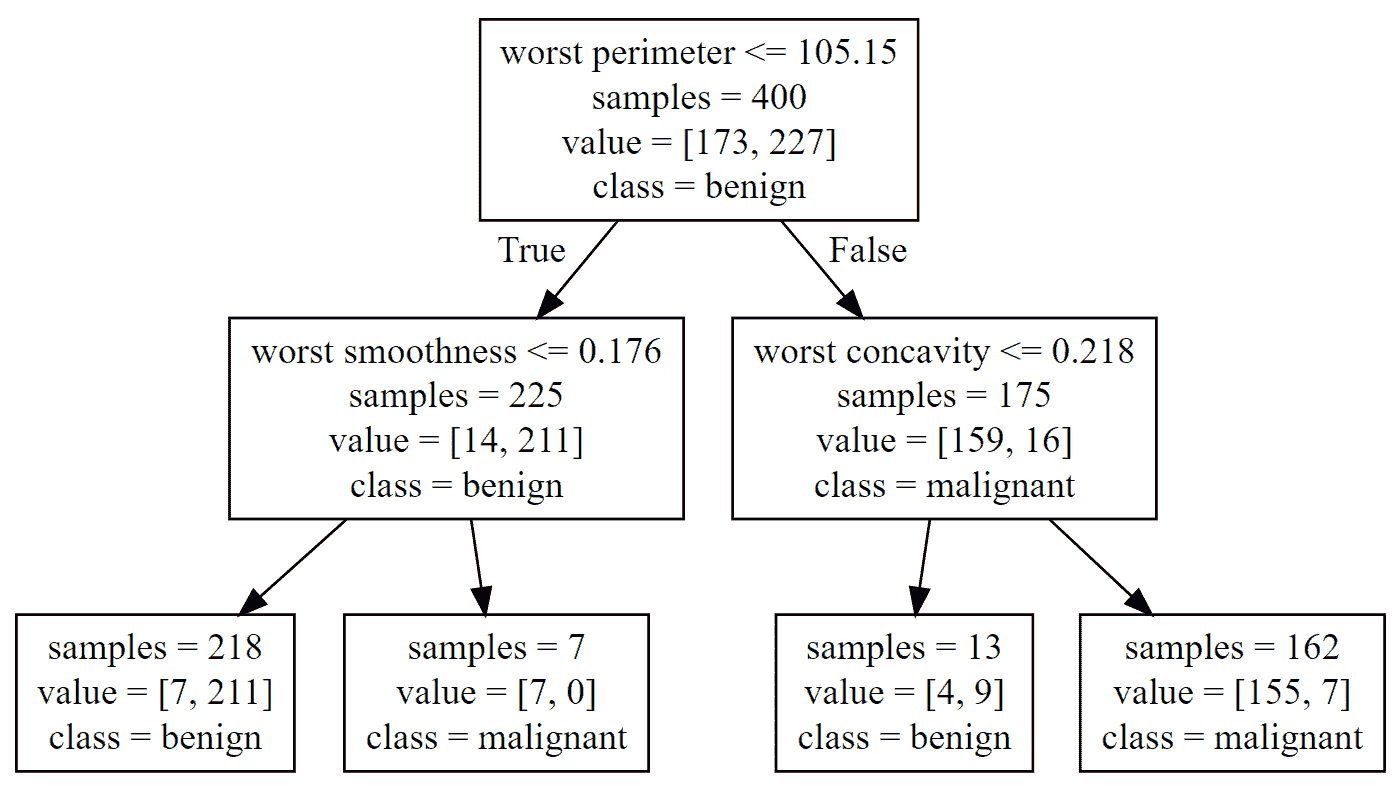 worst perimeter <= 105.15
samples = 400
value = [173, 227]
class = benign
True
False
worst smoothness <= 0.176
samples = 225
value = [14, 211]
class = benign
worst concavity <= 0.218
samples = 175
value = [159, 16]
class = malignant
samples = 218
value = [7, 211]
class = benign
samples = 7
value = [7, 0]
class = malignant
samples = 13
value = [4, 9]
class = benign
samples = 162
value = [155, 7]
class = malignant